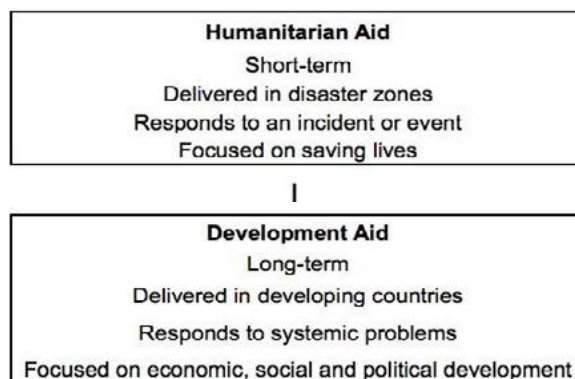 Humanitarian Aid
Short-term
Delivered in disaster zones
Responds to an incident or event
Focused on saving lives
Development Aid
Long-term
Delivered in developing countries
Responds to systemic problems
Focused on economic, social and political development